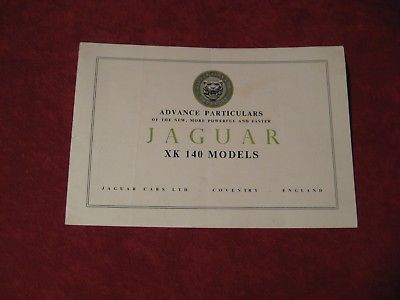 ADVANCE PARTICULARS
OF THE NEW, MORE POWERFUL AND FASTER
JAGUAR
XK 140 MODELS
JAGUAR CARS LTD · COVENTRY · ENGLAND